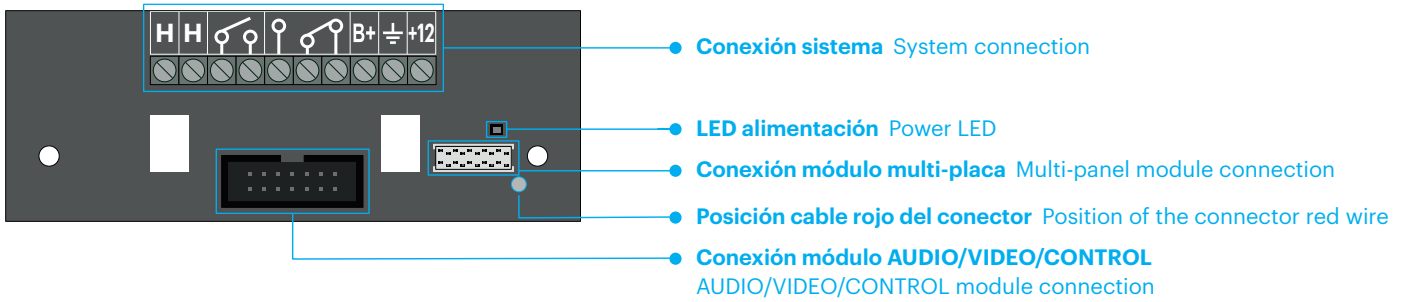 H H B+ +12
Conexión sistema System connection
LED alimentación Power LED
Conexión módulo multi-placa Multi-panel module connection
Posición cable rojo del conector Position of the connector red wire
Conexión módulo AUDIO/VIDEO/CONTROL
AUDIO/VIDEO/CONTROL module connection